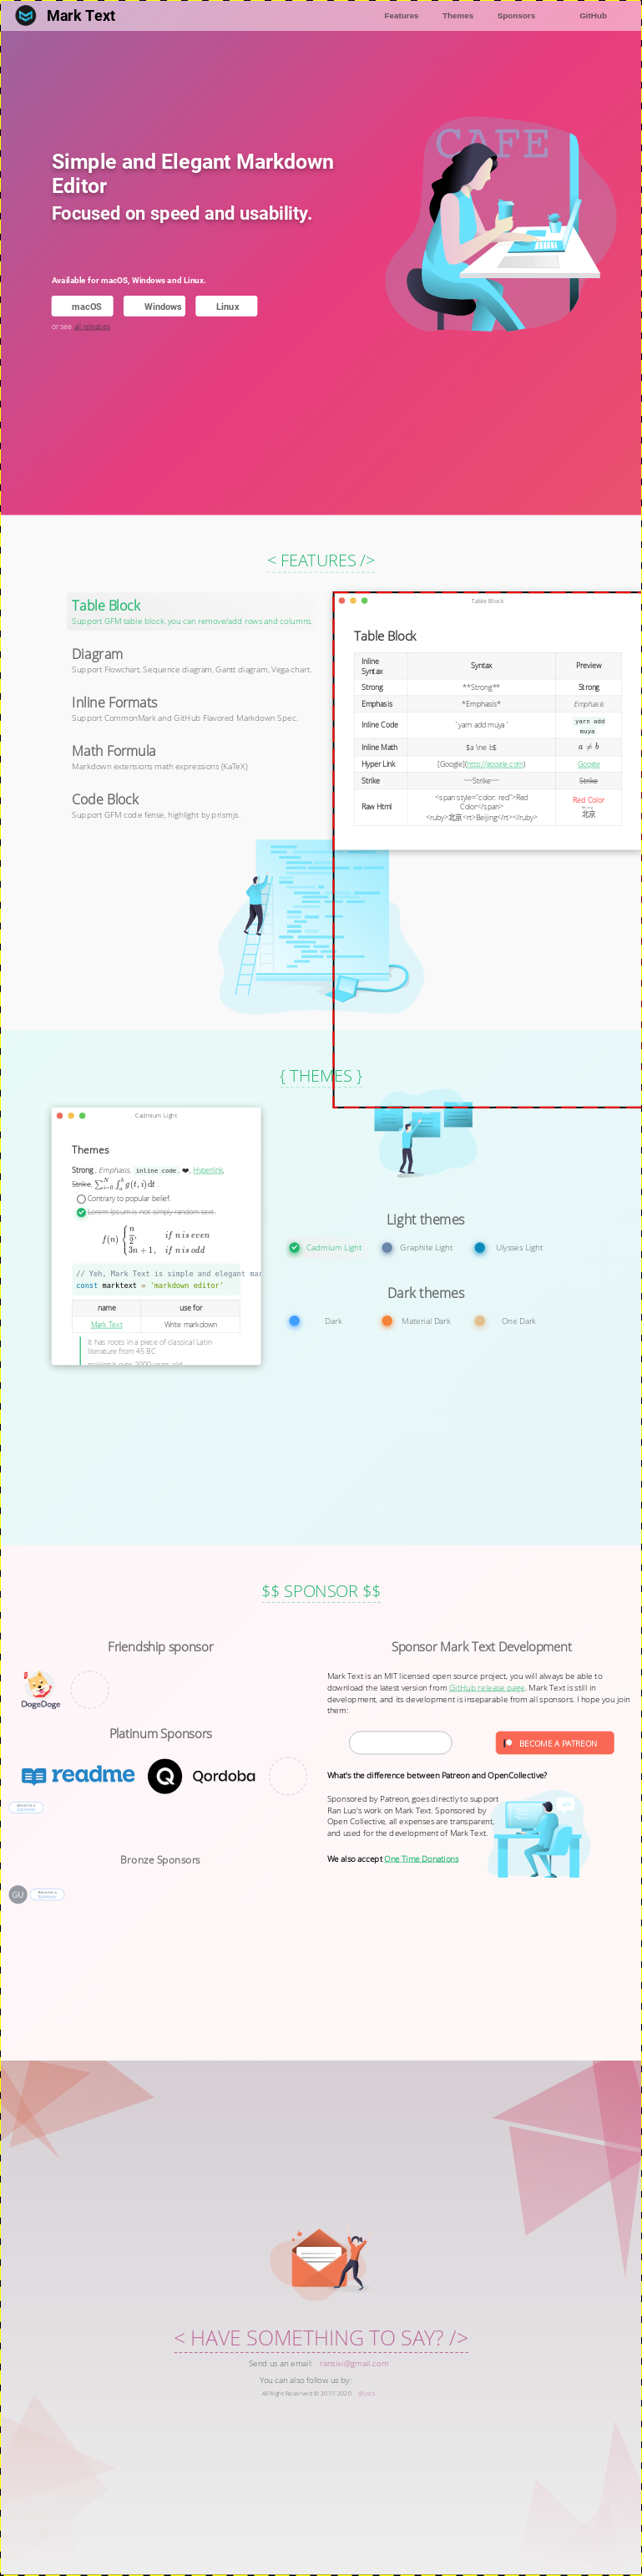 Mark Text
Features Themes Sponsors GitHub
CAFE
Simple and Elegant Markdown
Editor
Focused on speed and usability.
Available for macOS, Windows and Linux.
macOS Windows Linux
or see all releases
< FEATURES />
Table Block
Support GFM table block, you can remove/add rows and columns.
Diagram
Support Flowchart, Sequence diagram, Gantt diagram, Vega chart.
Inline Formats
Support CommonMark and GitHub Flavored Markdown Spec.
Math Formula
Markdown extensions math expressions (KaTeX)
Code Block
Support GFM code fence, highlight by prismjs.
Table Block
Table Block
Inline Syntax Syntax Preview
Strong **Strong** Strong
Emphasis *Emphasis* Emphasis
Inline Code `yarn add muya` yarn add muya
Inline Math $a \ne b$ a ≠ b
Hyper Link [Google](http://google.com) Google
Strike ~~Strike~~ Strike
Raw Html <span style="color: red">Red Color</span> Red Color
<ruby>北京<rt>Beijing</rt></ruby> 北京
{ THEMES }
Cadmium Light
Themes
Strong , Emphasis, inline code , ❤, Hyperlink,
Strike, ∑_{i=0}^{N} ∫_{a}^{b} g(t, i) dt .
Contrary to popular belief.
Lorem Ipsum is not simply random text.
f(n) { n/2, if n is even
3n + 1, if n is odd
// Yeh, Mark Text is simple and elegant mar
const marktext = 'markdown editor'
name use for
Mark Text Write markdown
It has roots in a piece of classical Latin
literature from 45 BC
making it over 2000 years old
Light themes
Cadmium Light Graphite Light Ulysses Light
Dark themes
Dark Material Dark One Dark
$$ SPONSOR $$
Friendship sponsor
DogeDoge
Platinum Sponsors
readme Qordoba
Become a
Sponsor
Bronze Sponsors
GU
Become a
Sponsor
Sponsor Mark Text Development
Mark Text is an MIT licensed open source project, you will always be able to
download the latest version from GitHub release page. Mark Text is still in
development, and its development is inseparable from all sponsors. I hope you join
them:
BECOME A PATREON
What's the difference between Patreon and OpenCollective?
Sponsored by Patreon, goes directly to support
Ran Luo's work on Mark Text. Sponsored by
Open Collective, all expenses are transparent,
and used for the development of Mark Text.
We also accept One Time Donations
</>
< HAVE SOMETHING TO SAY? />
Send us an email: ransixi@gmail.com
You can also follow us by:
All Right Reserved © 2017-2020 @jocs